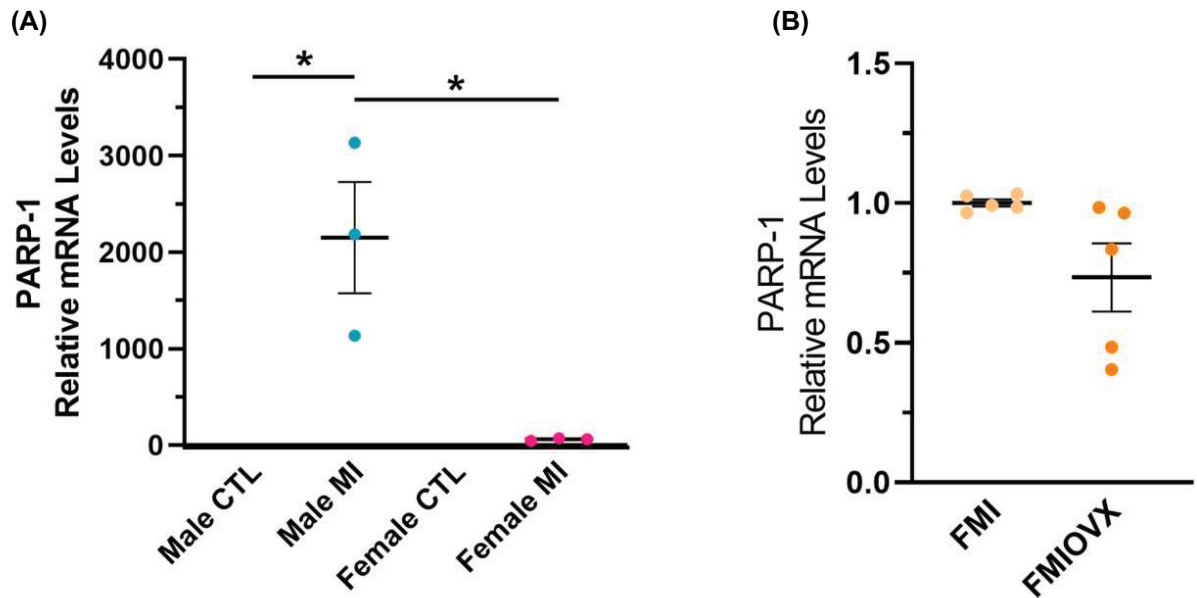 (A)
PARP-1
Relative mRNA Levels
4000
3000
2000
1000
0
*
*
Male CTL
Male MI
Female CTL
Female MI
(B)
PARP-1
Relative mRNA Levels
1.5
1.0
0.5
0.0
FMI
FMIOVX